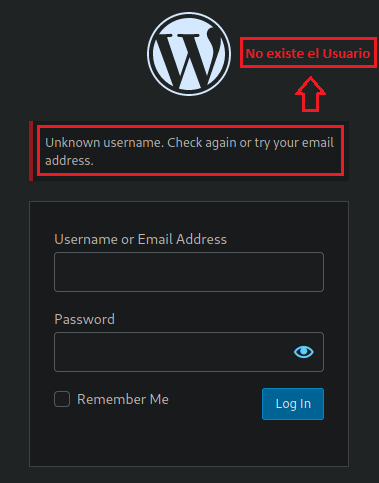 No existe el Usuario
Unknown username. Check again or try your email
address.
Username or Email Address
Password
Remember Me
Log In